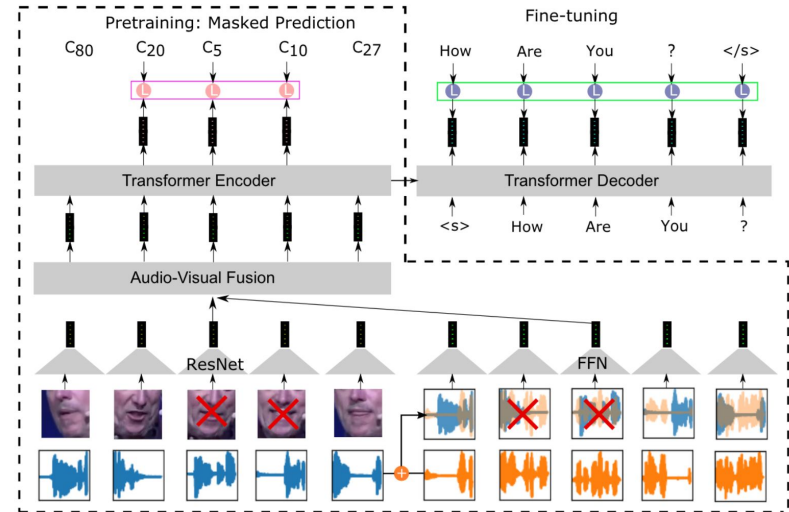 Pretraining: Masked Prediction
Fine-tuning
C80 C20 C5 C10 C27
How Are You ? </s>
L L L
L L L L L
Transformer Encoder
Transformer Decoder
<s> How Are You ?
Audio-Visual Fusion
ResNet
FFN
+